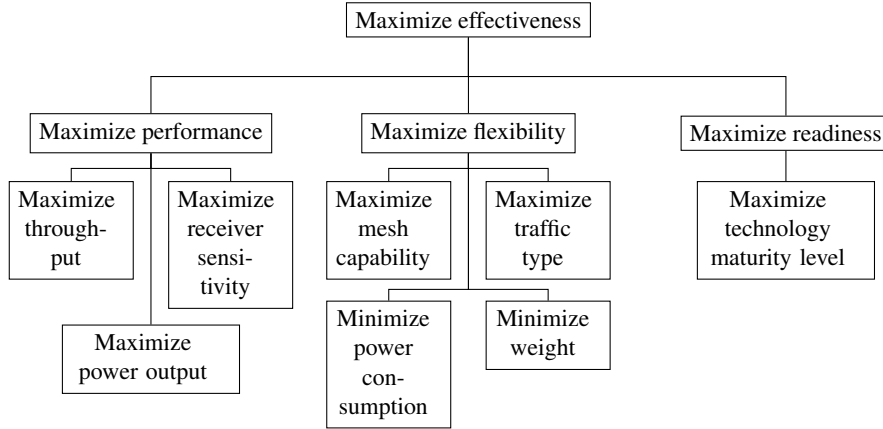 Maximize effectiveness
Maximize performance
Maximize flexibility
Maximize readiness
Maximize
through-
put
Maximize
receiver
sensi-
tivity
Maximize
power output
Maximize
mesh
capability
Maximize
traffic
type
Minimize
power
con-
sumption
Minimize
weight
Maximize
technology
maturity level